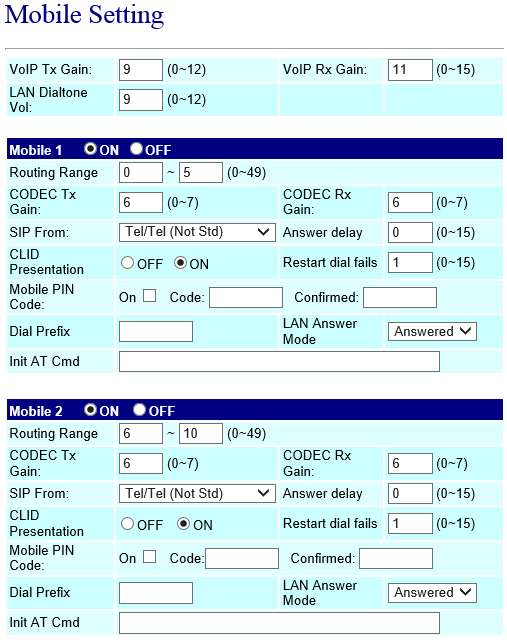 Mobile Setting
VoIP Tx Gain: 9 (0~12) VoIP Rx Gain: 11 (0~15)
LAN Dialtone
Vol: 9 (0~12)
Mobile 1 ON OFF
Routing Range 0 ~ 5 (0~49)
CODEC Tx
Gain: 6 (0~7) CODEC Rx
Gain: 6 (0~7)
SIP From: Tel/Tel (Not Std) Answer delay 0 (0~15)
CLID
Presentation OFF ON Restart dial fails 1 (0~15)
Mobile PIN
Code: On Code: Confirmed:
Dial Prefix LAN Answer
Mode Answered
Init AT Cmd
Mobile 2 ON OFF
Routing Range 6 ~ 10 (0~49)
CODEC Tx
Gain: 6 (0~7) CODEC Rx
Gain: 6 (0~7)
SIP From: Tel/Tel (Not Std) Answer delay 0 (0~15)
CLID
Presentation OFF ON Restart dial fails 1 (0~15)
Mobile PIN
Code: On Code: Confirmed:
Dial Prefix LAN Answer
Mode Answered
Init AT Cmd